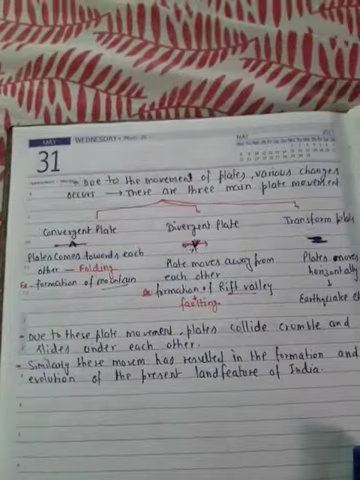 MAY WEDNESDAY
31
→ Due to the movement of plates, various changes
occurs → There are three main plate movement
Convergent Plate
Plates comes towards each
other — Folding
Ex. formation of mountain
Divergent Plate
Plate moves away from
each other
Ex formation of Rift valley
faulting
Transform plate
Plates moves
horizontally
↓
Earthquake
- Due to these plate movement, plates collide crumble and
slides under each other.
- Similarly these movem has resulted in the formation and
evolution of the present landfeature of India.